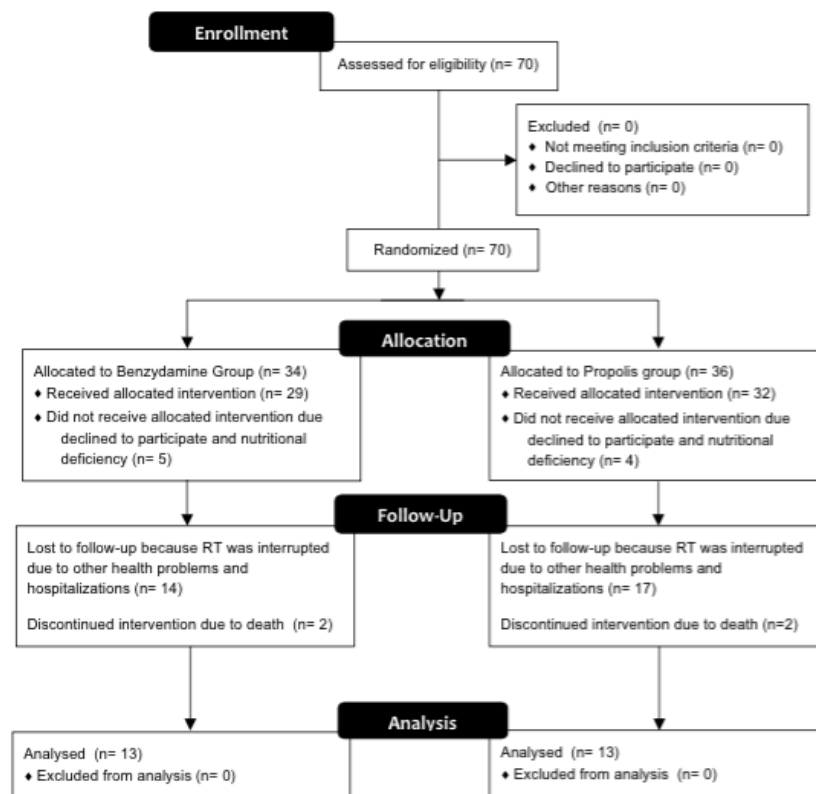 Enrollment
Assessed for eligibility (n= 70)
Excluded (n= 0)
♦ Not meeting inclusion criteria (n= 0)
♦ Declined to participate (n= 0)
♦ Other reasons (n= 0)
Randomized (n= 70)
Allocation
Allocated to Benzydamine Group (n= 34)
♦ Received allocated intervention (n= 29)
♦ Did not receive allocated intervention due
declined to participate and nutritional
deficiency (n= 5)
Allocated to Propolis group (n= 36)
♦ Received allocated intervention (n= 32)
♦ Did not receive allocated intervention due
declined to participate and nutritional
deficiency (n= 4)
Follow-Up
Lost to follow-up because RT was interrupted
due to other health problems and
hospitalizations (n= 14)
Discontinued intervention due to death (n= 2)
Lost to follow-up because RT was interrupted
due to other health problems and
hospitalizations (n= 17)
Discontinued intervention due to death (n=2)
Analysis
Analysed (n= 13)
♦ Excluded from analysis (n= 0)
Analysed (n= 13)
♦ Excluded from analysis (n= 0)